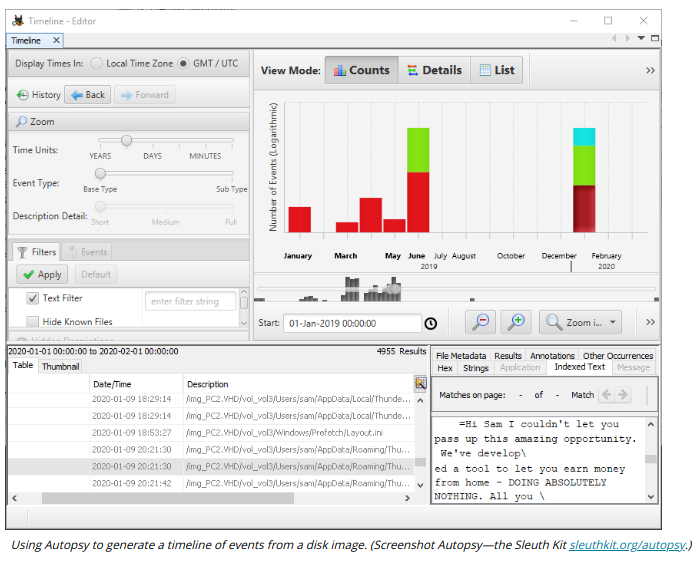 Timeline - Editor
Timeline
Display Times In: Local Time Zone GMT / UTC
History Back Forward
Zoom
Time Units:
YEARS DAYS MINUTES
Event Type:
Base Type Sub Type
Description Detail:
Short Medium Full
Filters Events
Apply Default
Text Filter enter filter string
Hide Known Files
View Mode: Counts Details List
Number of Events (Logarithmic)
January March May June July August October December February
2019 2020
Start: 01-Jan-2019 00:00:00 Zoom i...
2020-01-01 00:00:00 to 2020-02-01 00:00:00 4955 Results
Table Thumbnail
Date/Time Description
2020-01-09 18:29:14 /img_PC2.VHD/vol_vol3/Users/sam/AppData/Local/Thunde...
2020-01-09 18:29:14 /img_PC2.VHD/vol_vol3/Users/sam/AppData/Local/Thunde...
2020-01-09 18:53:27 /img_PC2.VHD/vol_vol3/Windows/Prefetch/Layout.ini
2020-01-09 20:21:30 /img_PC2.VHD/vol_vol3/Users/sam/AppData/Roaming/Thu...
2020-01-09 20:21:30 /img_PC2.VHD/vol_vol3/Users/sam/AppData/Roaming/Thu...
2020-01-09 20:21:42 /img_PC2.VHD/vol_vol3/Users/sam/AppData/Roaming/Thu...
File Metadata Results Annotations Other Occurrences
Hex Strings Application Indexed Text Message
Matches on page: - of - Match
=Hi Sam I couldn't let you
pass up this amazing opportunity.
We've develop\
ed a tool to let you earn money
from home - DOING ABSOLUTELY
NOTHING. All you \
Using Autopsy to generate a timeline of events from a disk image. (Screenshot Autopsy—the Sleuth Kit sleuthkit.org/autopsy.)